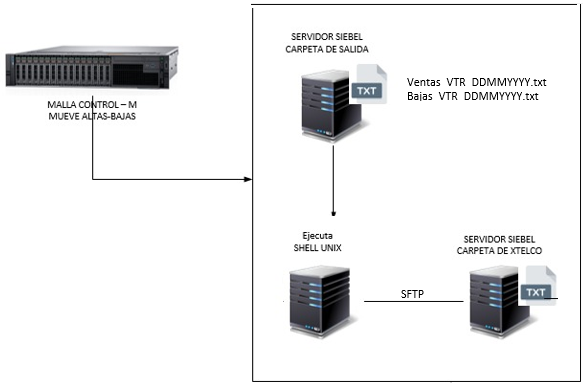 SERVIDOR SIEBEL
CARPETA DE SALIDA
TXT
Ventas VTR DDMMYYYY.txt
Bajas VTR DDMMYYYY.txt
MALLA CONTROL – M
MUEVE ALTAS-BAJAS
Ejecuta
SHELL UNIX
SERVIDOR SIEBEL
CARPETA DE XTELCO
SFTP
TXT